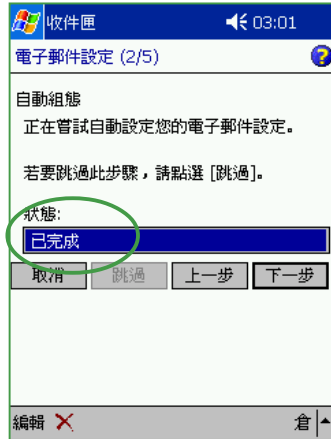 收件匣 03:01
電子郵件設定 (2/5)
自動組態
正在嘗試自動設定您的電子郵件設定。
若要跳過此步驟，請點選 [跳過]。
狀態:
已完成
取消 跳過 上一步 下一步
編輯 倉